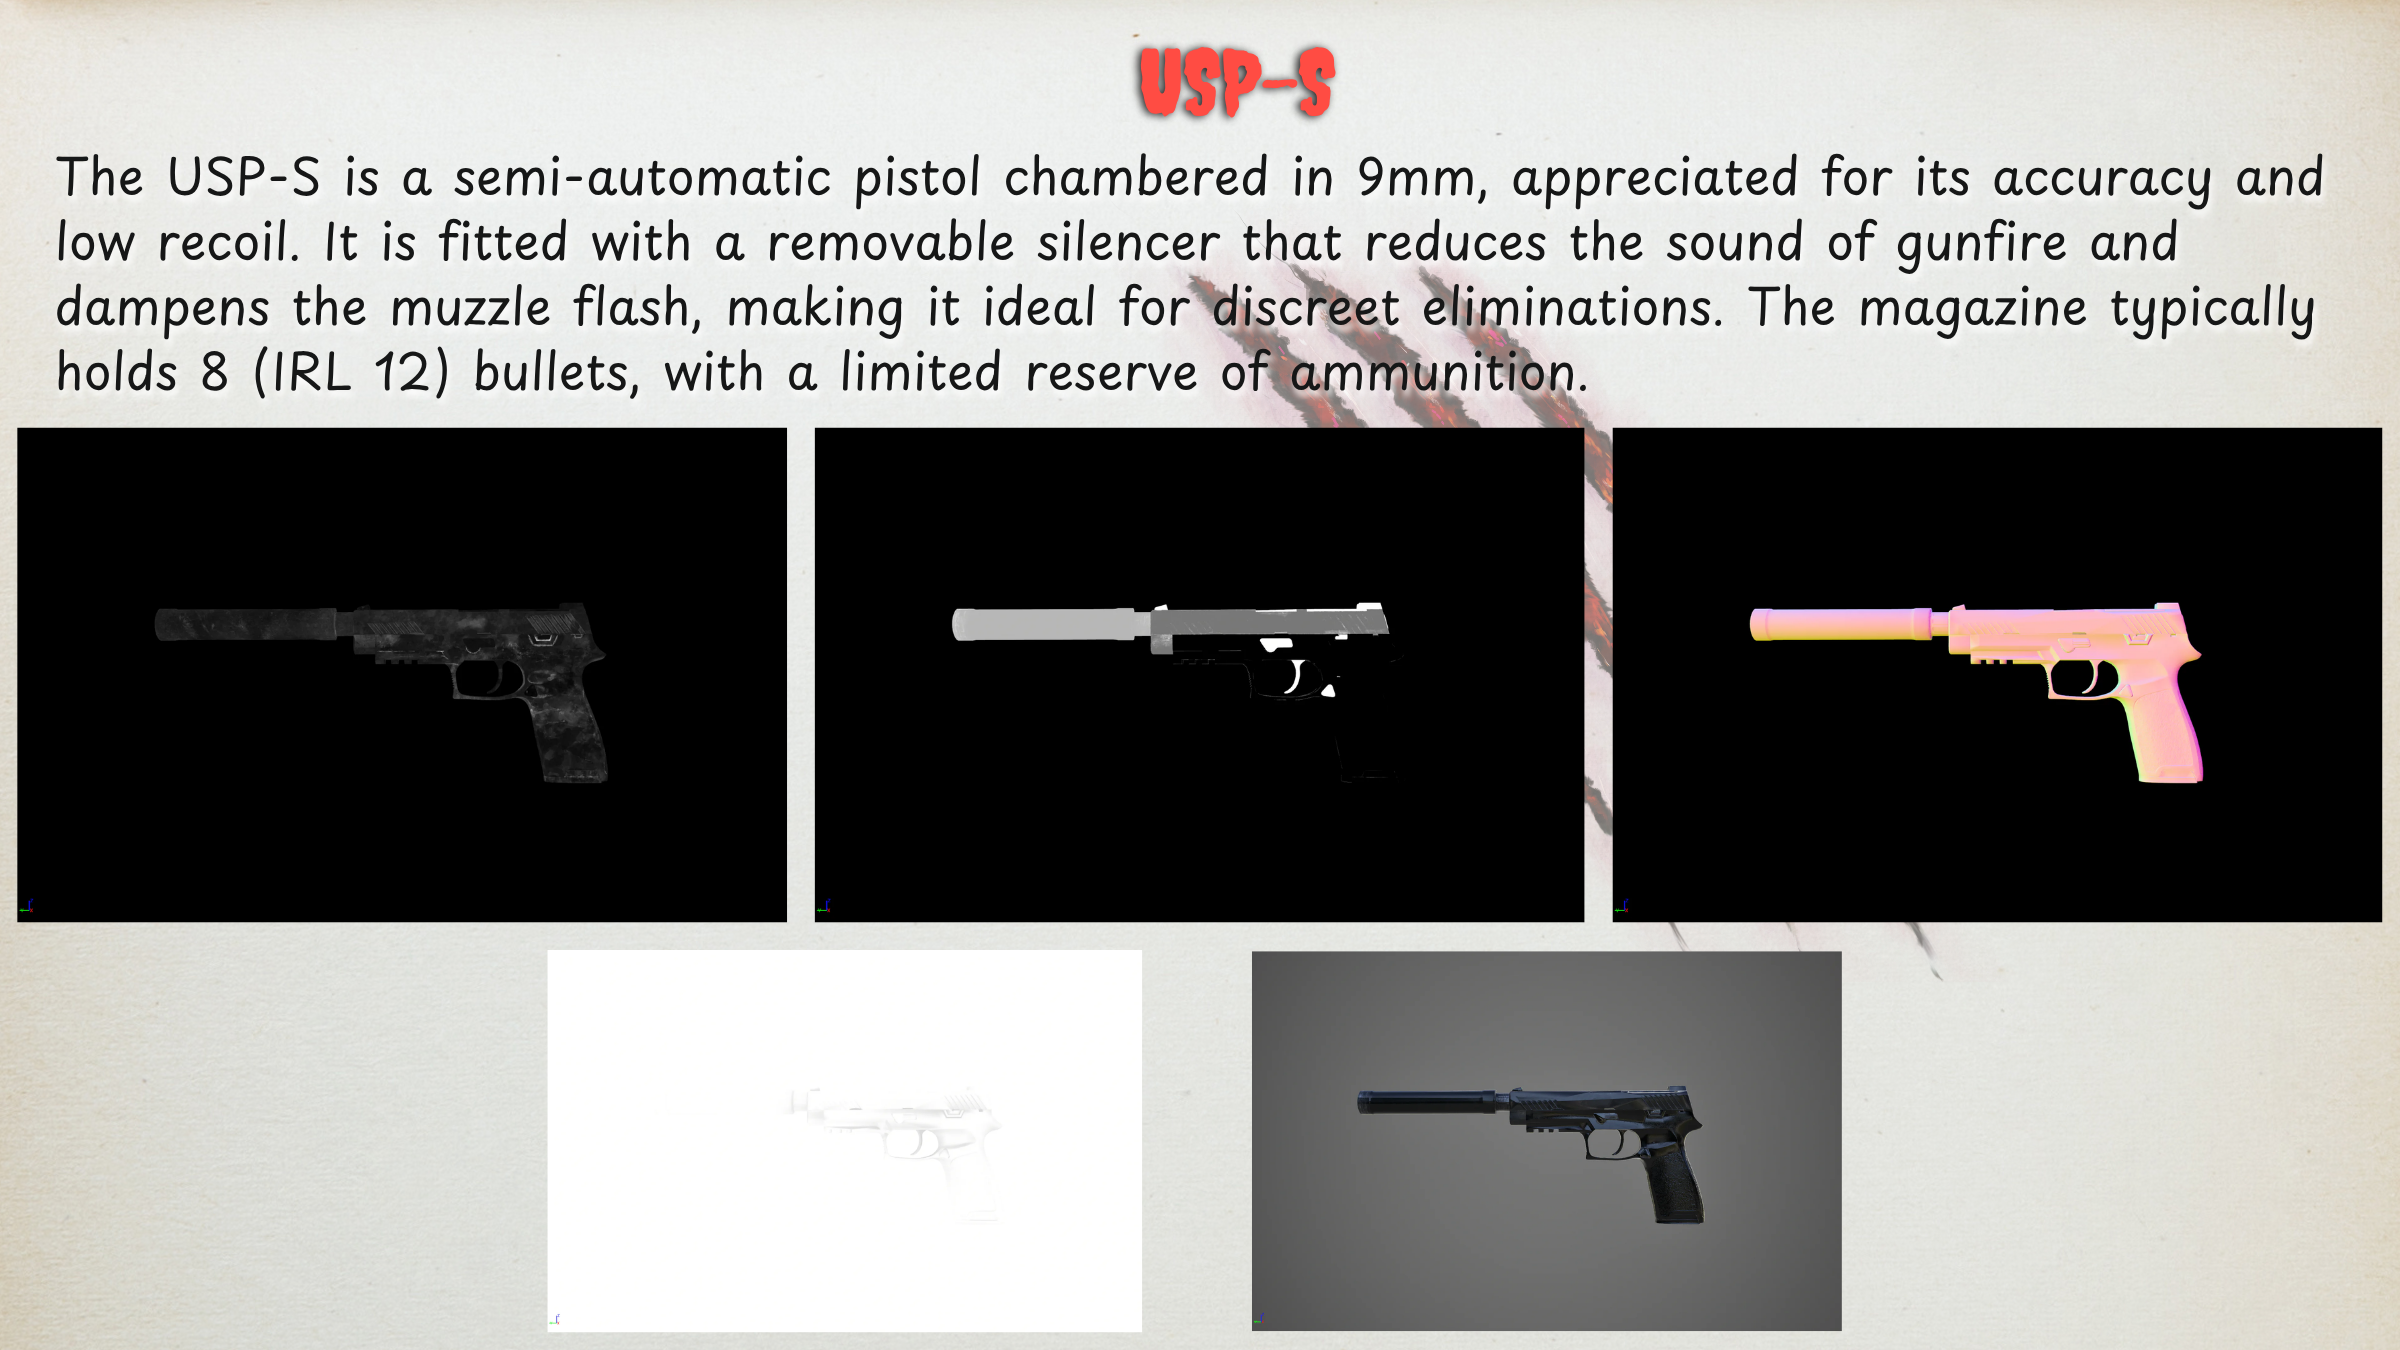 USP-S
The USP-S is a semi-automatic pistol chambered in 9mm, appreciated for its accuracy and
low recoil. It is fitted with a removable silencer that reduces the sound of gunfire and
dampens the muzzle flash, making it ideal for discreet eliminations. The magazine typically
holds 8 (IRL 12) bullets, with a limited reserve of ammunition.